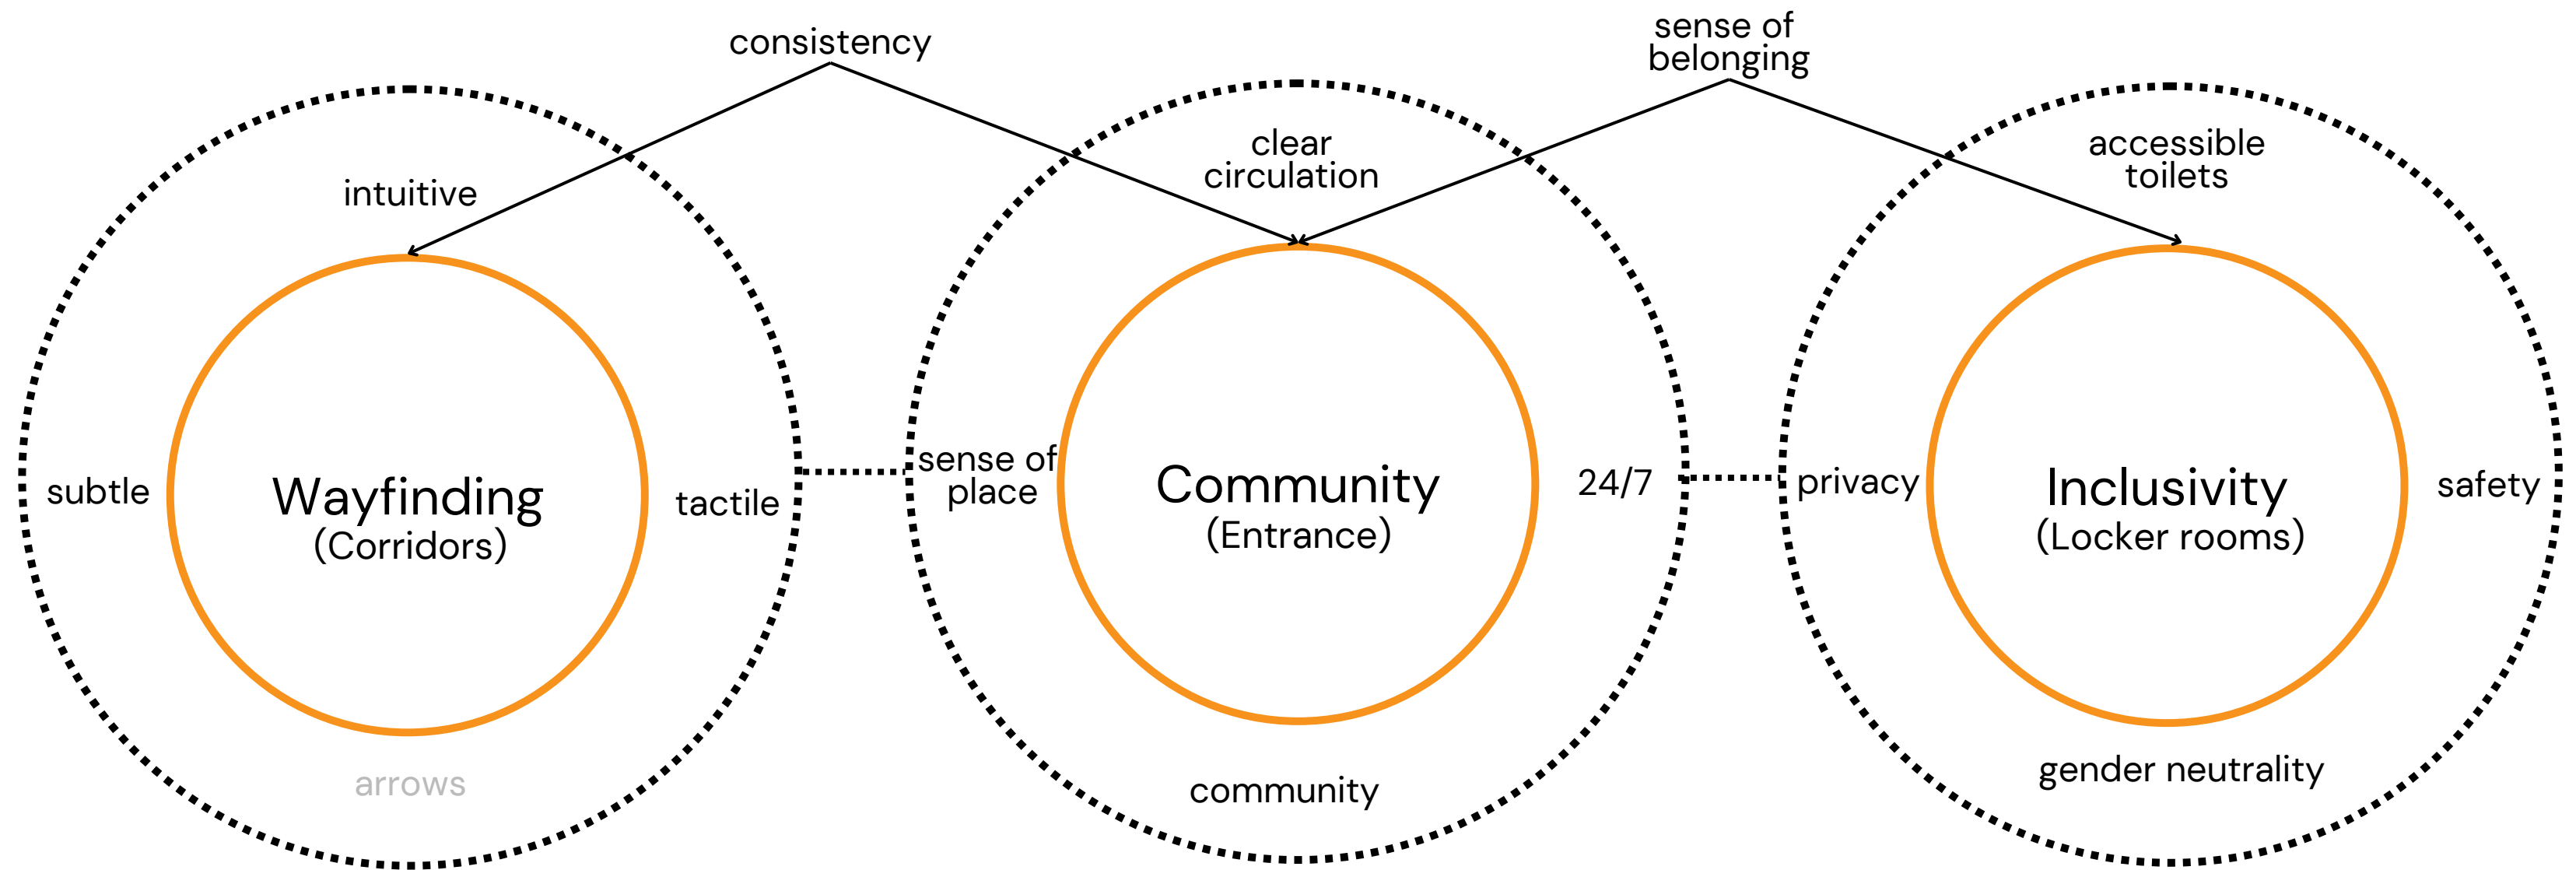 consistency
sense of
belonging
intuitive
subtle
Wayfinding
(Corridors)
tactile
arrows
clear
circulation
sense of
place
Community
(Entrance)
24/7
community
accessible
toilets
privacy
Inclusivity
(Locker rooms)
safety
gender neutrality